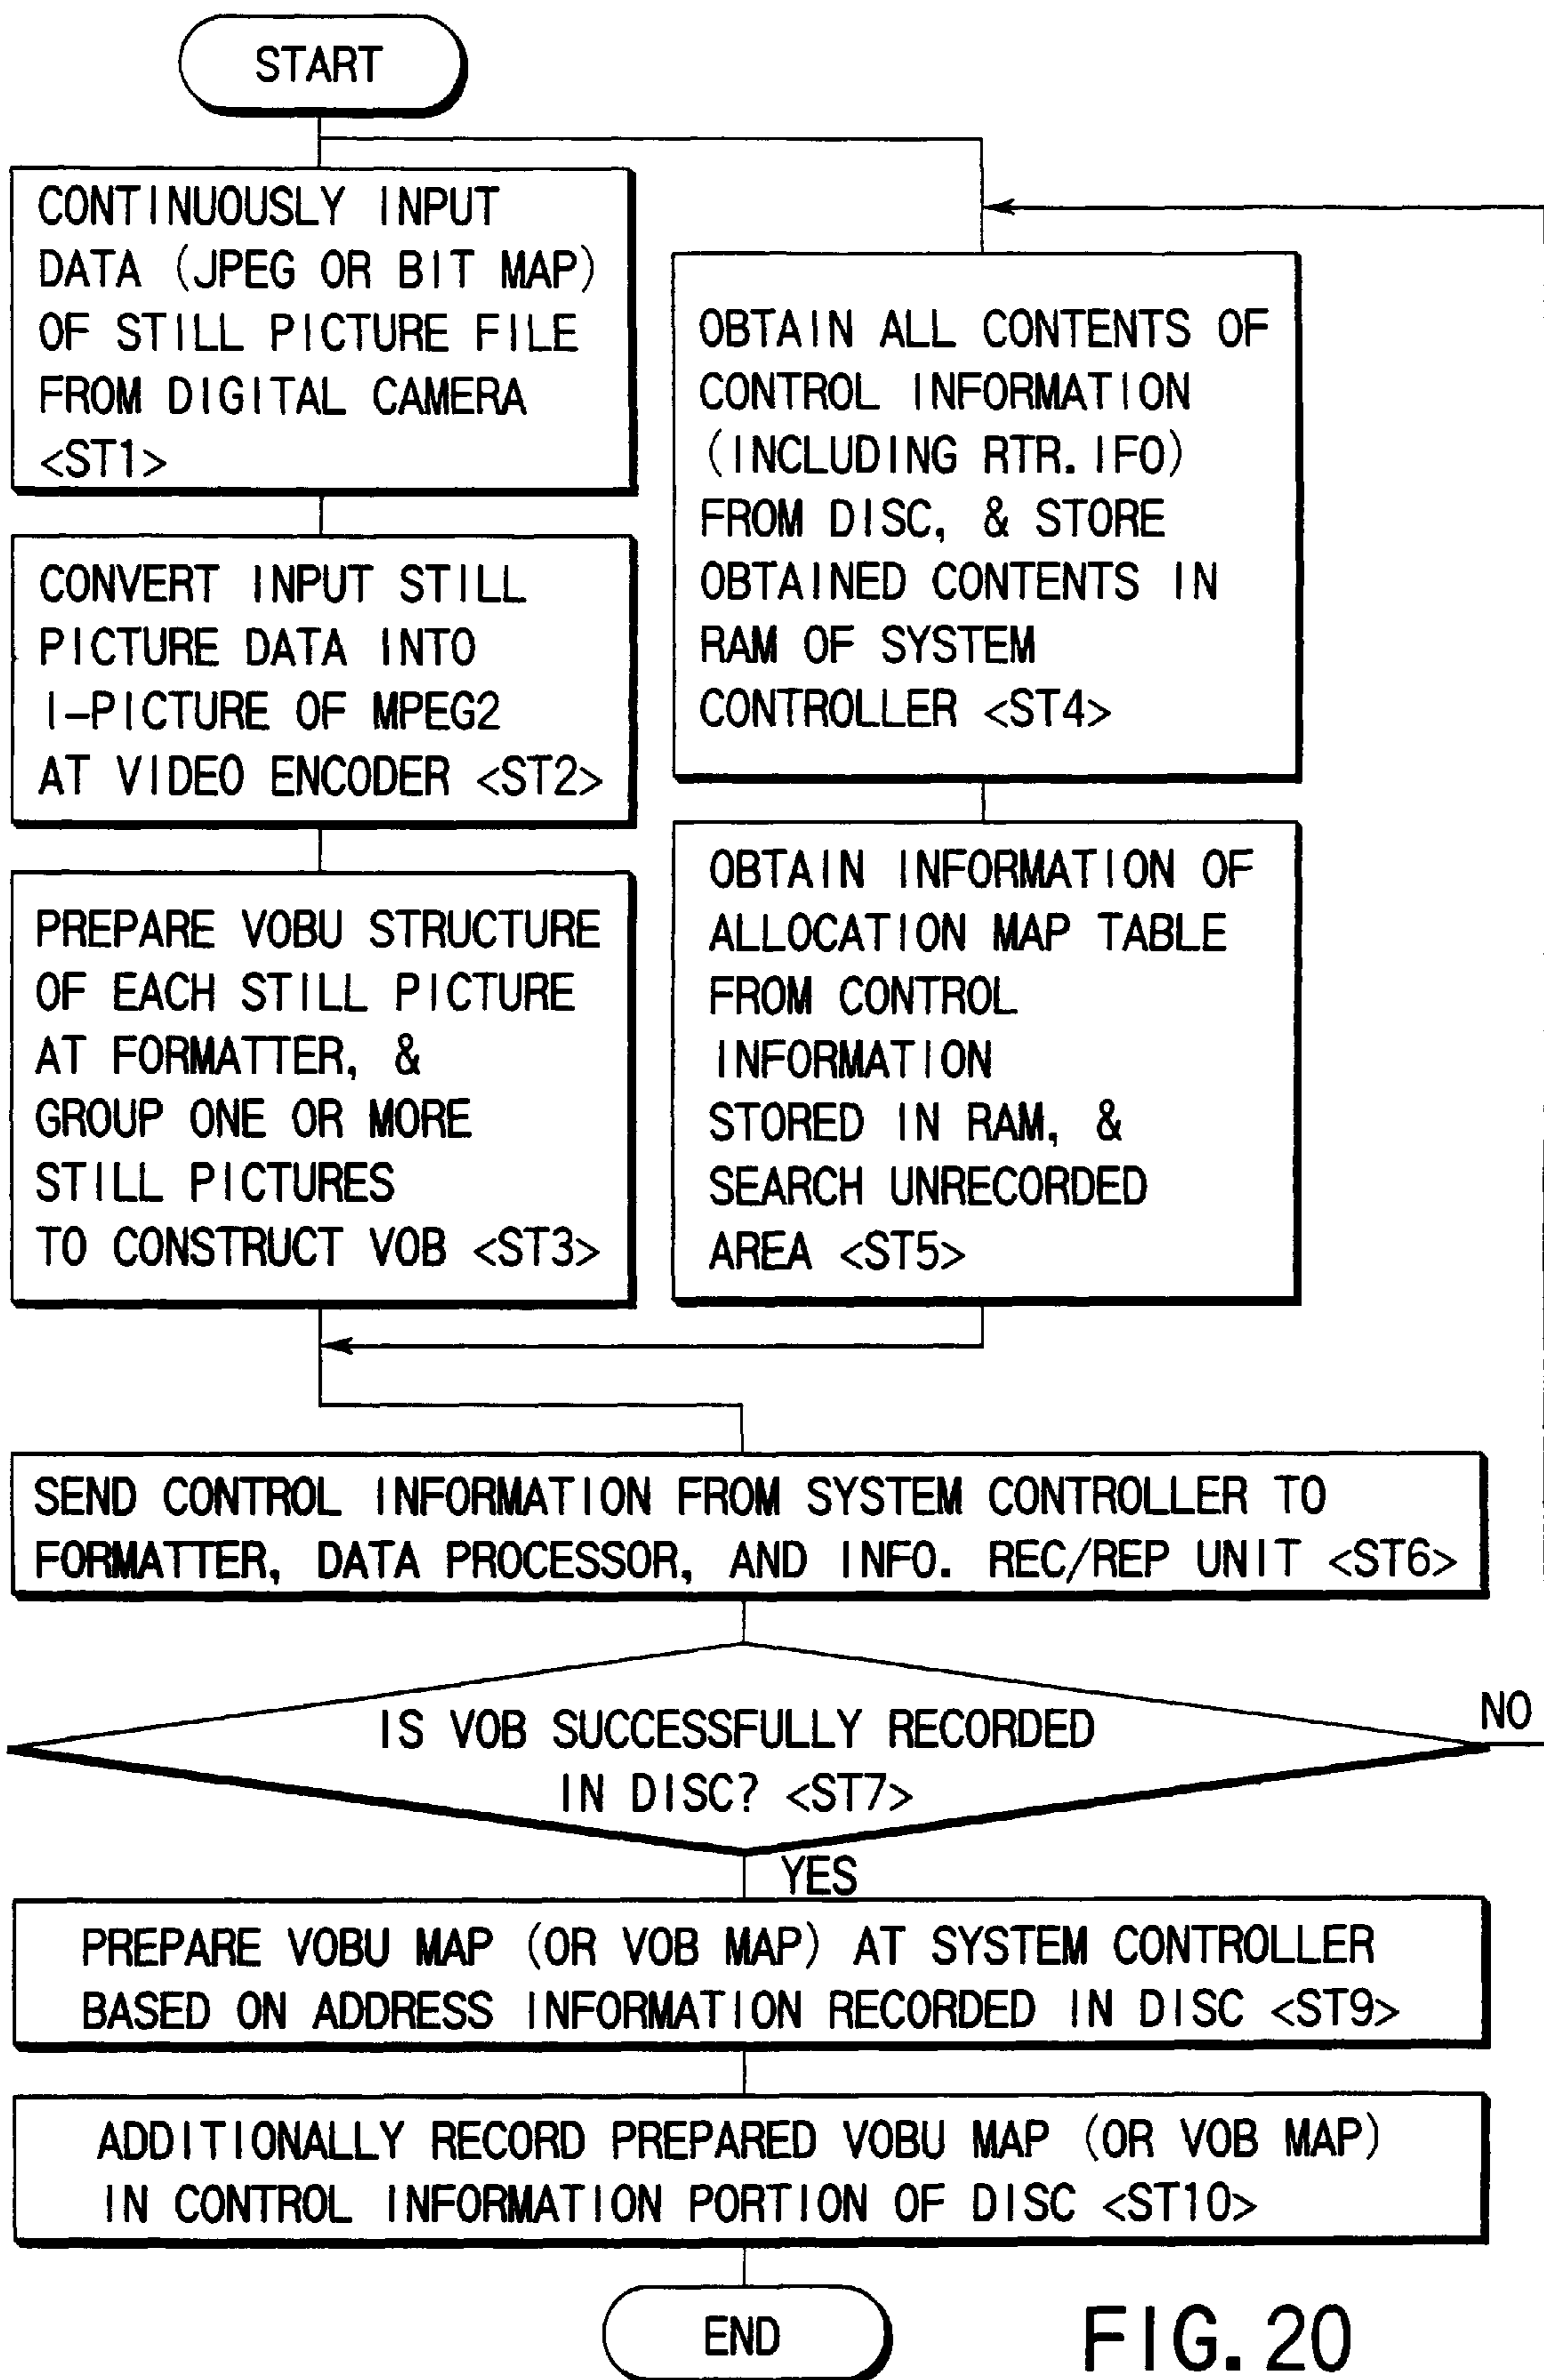 START
CONTINUOUSLY INPUT
DATA (JPEG OR BIT MAP)
OF STILL PICTURE FILE
FROM DIGITAL CAMERA
<ST1>
CONVERT INPUT STILL
PICTURE DATA INTO
I-PICTURE OF MPEG2
AT VIDEO ENCODER <ST2>
PREPARE VOBU STRUCTURE
OF EACH STILL PICTURE
AT FORMATTER, &
GROUP ONE OR MORE
STILL PICTURES
TO CONSTRUCT VOB <ST3>
OBTAIN ALL CONTENTS OF
CONTROL INFORMATION
(INCLUDING RTR. IFO)
FROM DISC, & STORE
OBTAINED CONTENTS IN
RAM OF SYSTEM
CONTROLLER <ST4>
OBTAIN INFORMATION OF
ALLOCATION MAP TABLE
FROM CONTROL
INFORMATION
STORED IN RAM, &
SEARCH UNRECORDED
AREA <ST5>
SEND CONTROL INFORMATION FROM SYSTEM CONTROLLER TO
FORMATTER, DATA PROCESSOR, AND INFO. REC/REP UNIT <ST6>
IS VOB SUCCESSFULLY RECORDED
IN DISC? <ST7>
NO
YES
PREPARE VOBU MAP (OR VOB MAP) AT SYSTEM CONTROLLER
BASED ON ADDRESS INFORMATION RECORDED IN DISC <ST9>
ADDITIONALLY RECORD PREPARED VOBU MAP (OR VOB MAP)
IN CONTROL INFORMATION PORTION OF DISC <ST10>
END
FIG. 20